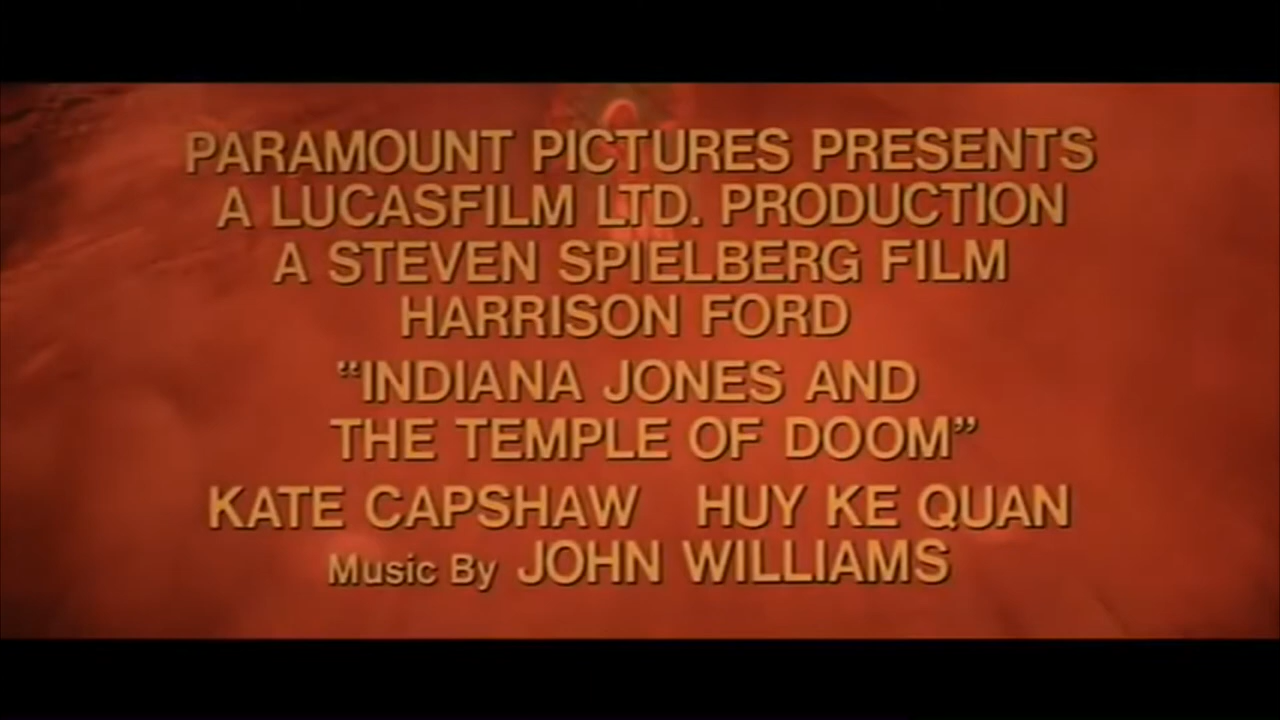 PARAMOUNT PICTURES PRESENTS
A LUCASFILM LTD. PRODUCTION
A STEVEN SPIELBERG FILM
HARRISON FORD
“INDIANA JONES AND
THE TEMPLE OF DOOM”
KATE CAPSHAW HUY KE QUAN
Music By JOHN WILLIAMS